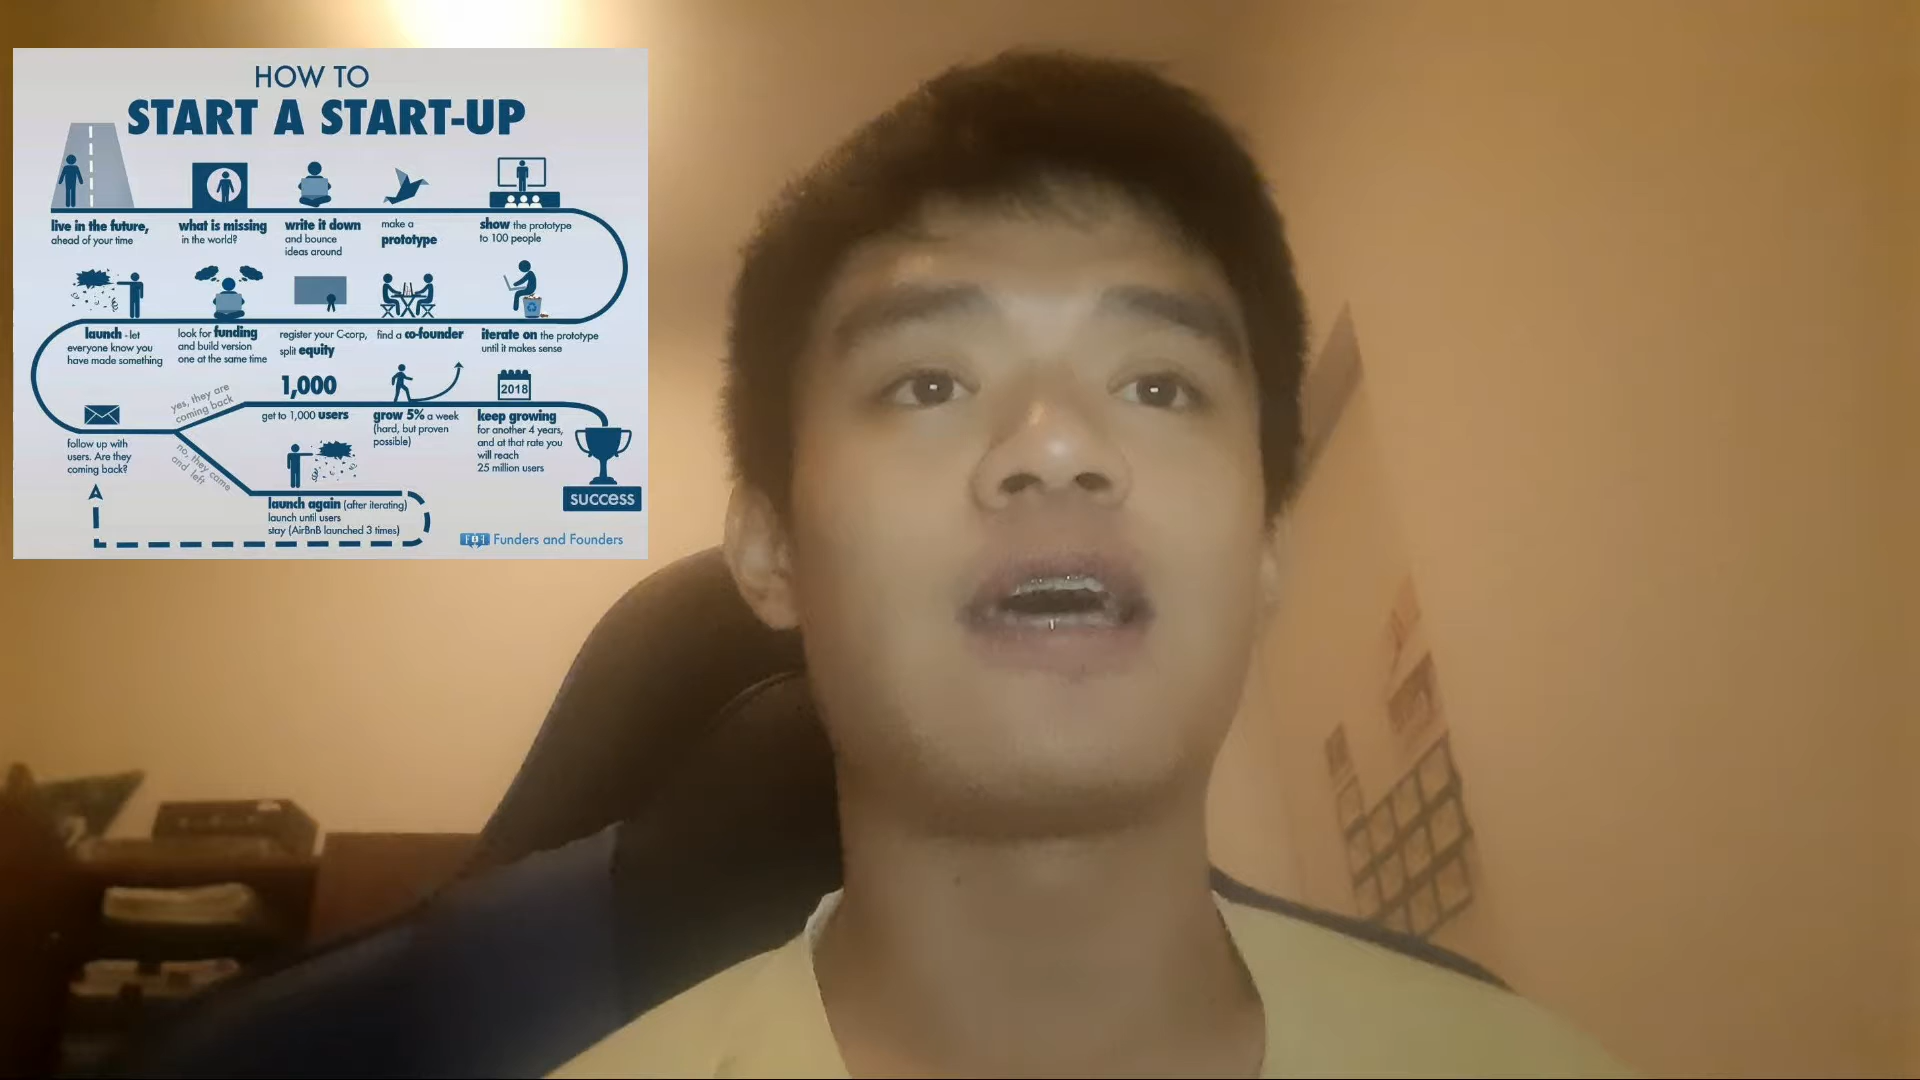 HOW TO
START A START-UP
live in the future,
ahead of your time
what is missing
in the world?
write it down
and bounce
ideas around
make a
prototype
show the prototype
to 100 people
launch - let
everyone know you
have made something
look for funding
and build version
one at the same time
register your C-corp,
split equity
find a co-founder
iterate on the prototype
until it makes sense
yes, they are
coming back
1,000
get to 1,000 users
grow 5% a week
(hard, but proven
possible)
2018
keep growing
for another 4 years,
and at that rate you
will reach
25 million users
follow up with
users. Are they
coming back?
no, they came
and left
launch again (after iterating)
launch until users
stay (AirBnB launched 3 times)
success
Funders and Founders